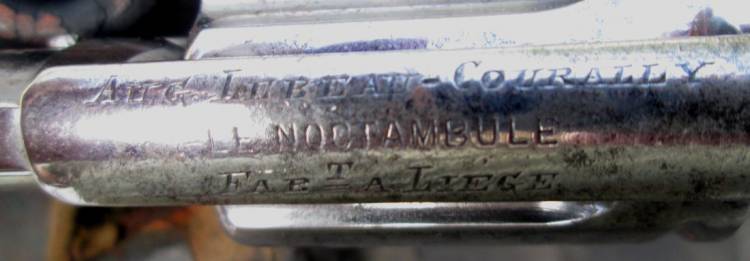 AUG. LEBEAU-COURALLY
LE NOCTAMBULE
FABT A LIEGE